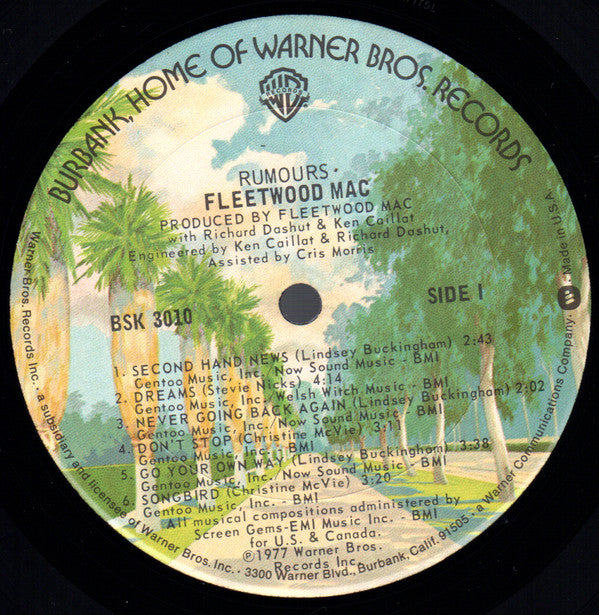 BURBANK, HOME OF WARNER BROS. RECORDS
WB
RECORDS
RUMOURS •
FLEETWOOD MAC
PRODUCED BY FLEETWOOD MAC
with Richard Dashut & Ken Caillat
Engineered by Ken Caillat & Richard Dashut,
Assisted by Cris Morris
BSK 3010
SIDE 1
1. SECOND HAND NEWS (Lindsey Buckingham) 2:43
Gentoo Music, Inc./Now Sound Music - BMI
2. DREAMS (Stevie Nicks) 4:14
Gentoo Music, Inc./Welsh Witch Music - BMI
3. NEVER GOING BACK AGAIN (Lindsey Buckingham) 2:02
Gentoo Music, Inc./Now Sound Music - BMI
4. DON'T STOP (Christine McVie) 3:11
Gentoo Music, Inc. - BMI
5. GO YOUR OWN WAY (Lindsey Buckingham) 3:38
Gentoo Music, Inc./Now Sound Music - BMI
6. SONGBIRD (Christine McVie) 3:20
Gentoo Music, Inc. - BMI
All musical compositions administered by
Screen Gems-EMI Music Inc. - BMI
for U.S. & Canada.
℗1977 Warner Bros.
Records Inc.
Warner Bros. Records Inc. • a subsidiary and licensee of Warner Bros. Inc. • 3300 Warner Blvd., Burbank, Calif. 91505 • a Warner Communications Company • Made in U.S.A.